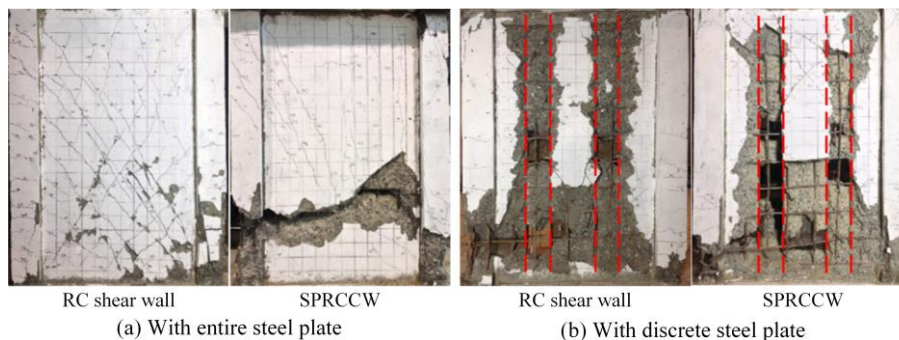 RC shear wall
SPRCCW
RC shear wall
SPRCCW
(a) With entire steel plate
(b) With discrete steel plate